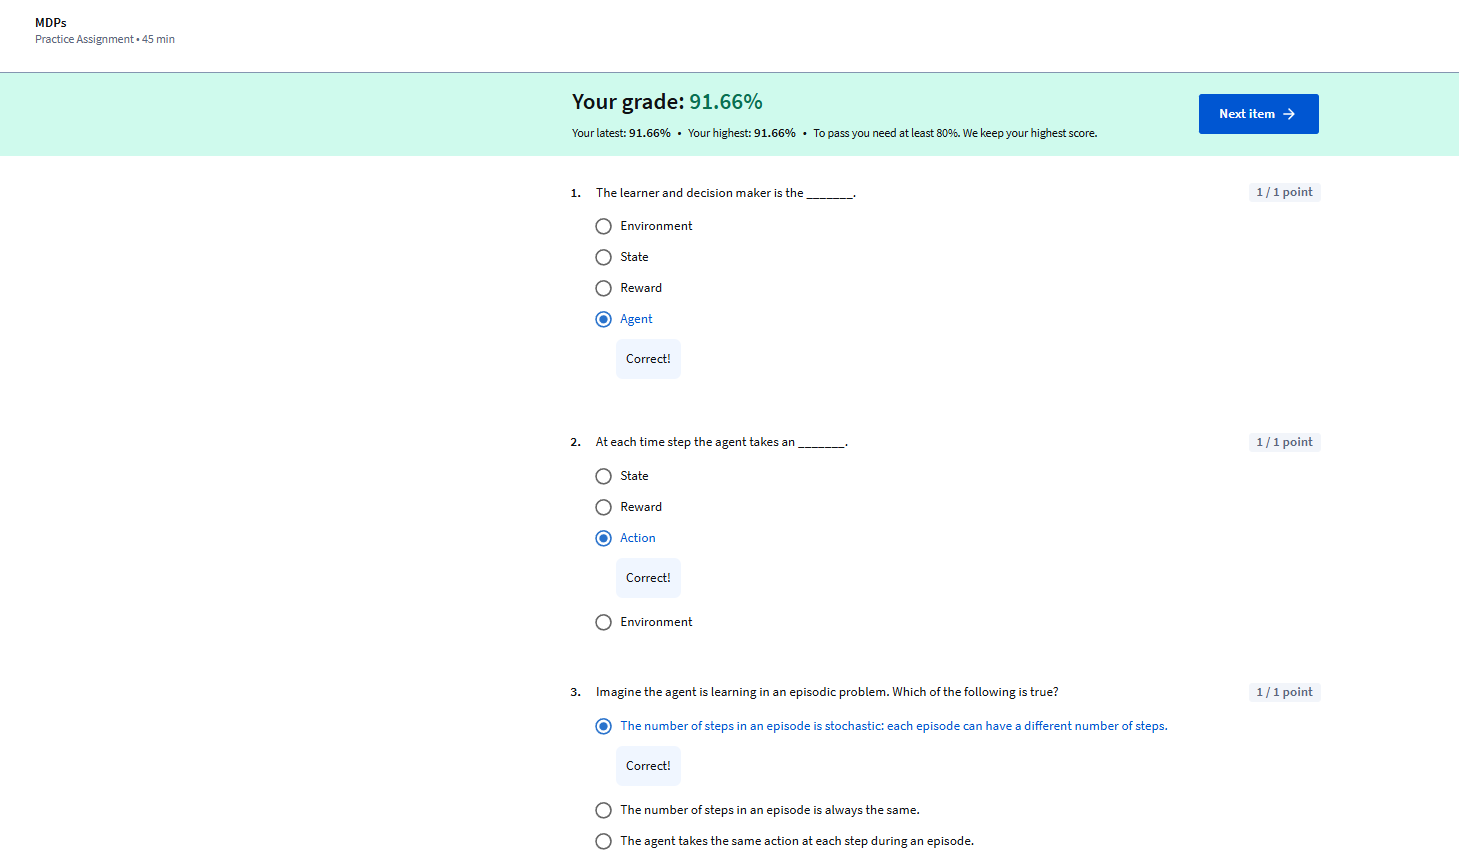 MDPs
Practice Assignment • 45 min
Your grade: 91.66%
Your latest: 91.66% • Your highest: 91.66% • To pass you need at least 80%. We keep your highest score.
Next item →
1. The learner and decision maker is the _______.
1 / 1 point
Environment
State
Reward
Agent
Correct!
2. At each time step the agent takes an _______.
1 / 1 point
State
Reward
Action
Correct!
Environment
3. Imagine the agent is learning in an episodic problem. Which of the following is true?
1 / 1 point
The number of steps in an episode is stochastic: each episode can have a different number of steps.
Correct!
The number of steps in an episode is always the same.
The agent takes the same action at each step during an episode.